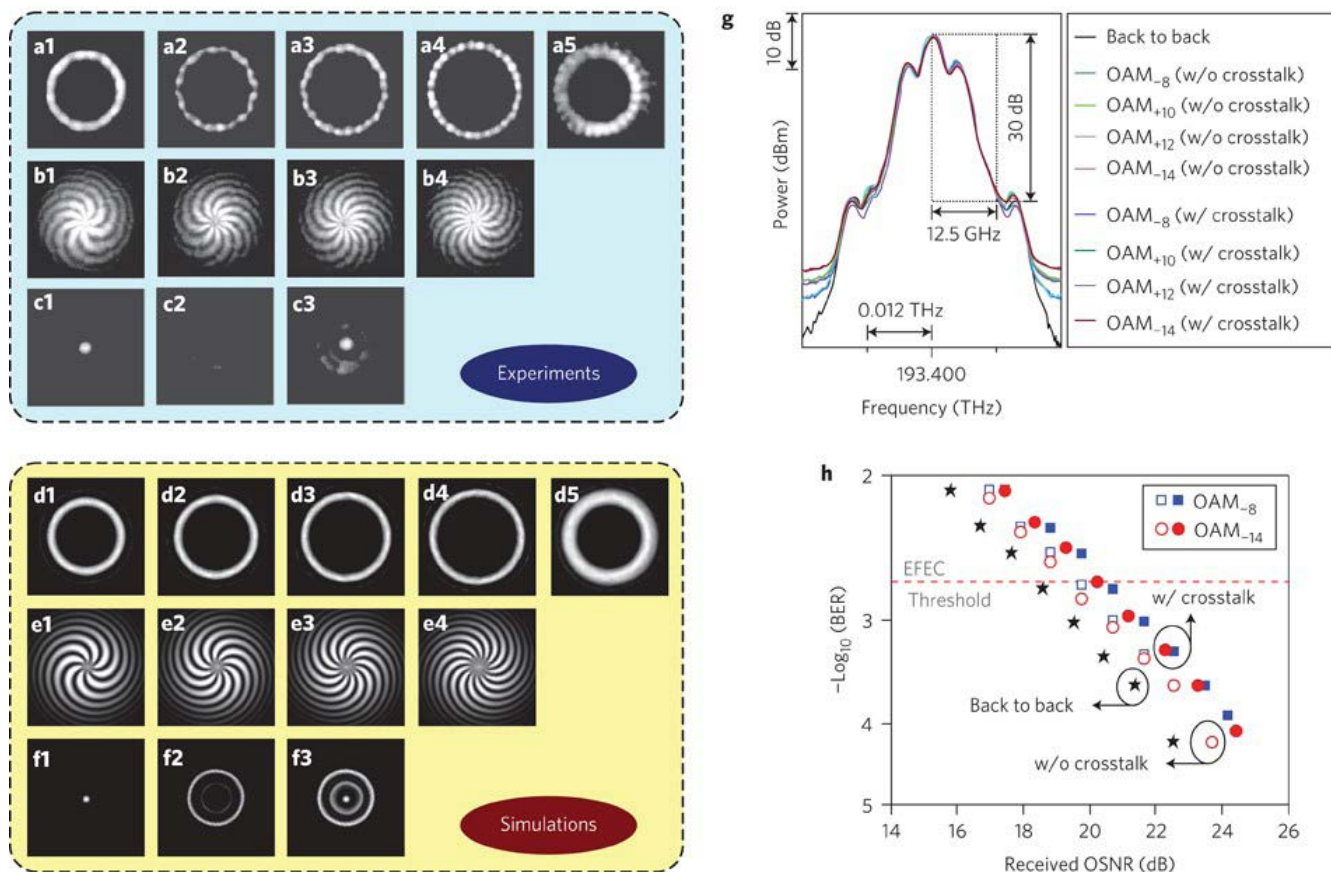 a1 a2 a3 a4 a5
b1 b2 b3 b4
c1 c2 c3
Experiments
d1 d2 d3 d4 d5
e1 e2 e3 e4
f1 f2 f3
Simulations
g
10 dB
30 dB
12.5 GHz
0.012 THz
Power (dBm)
193.400
Frequency (THz)
Back to back
OAM₋₈ (w/o crosstalk)
OAM₊₁₀ (w/o crosstalk)
OAM₊₁₂ (w/o crosstalk)
OAM₋₁₄ (w/o crosstalk)
OAM₋₈ (w/ crosstalk)
OAM₊₁₀ (w/ crosstalk)
OAM₊₁₂ (w/ crosstalk)
OAM₋₁₄ (w/ crosstalk)
h
2
3
4
5
−Log₁₀ (BER)
OAM₋₈
OAM₋₁₄
EFEC
Threshold
w/ crosstalk
Back to back
w/o crosstalk
14 16 18 20 22 24 26
Received OSNR (dB)